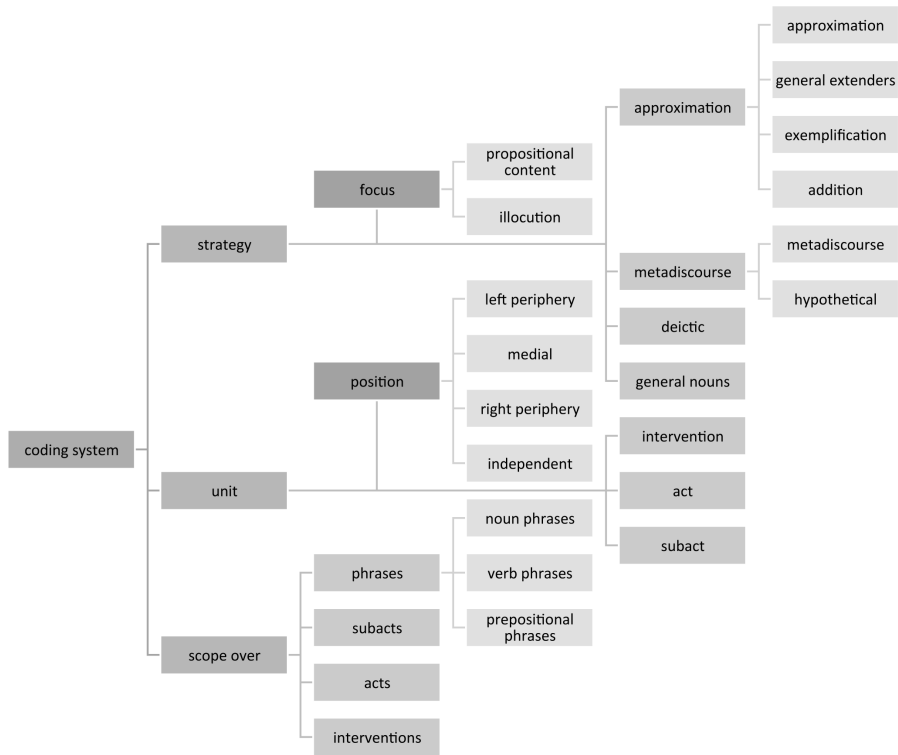 approximation
general extenders
approximation
exemplification
propositional
content
focus
addition
illocution
strategy
metadiscourse
metadiscourse
left periphery
hypothetical
deictic
medial
position
general nouns
right periphery
intervention
coding system
independent
unit
act
noun phrases
subact
phrases
verb phrases
subacts
prepositional
phrases
scope over
acts
interventions